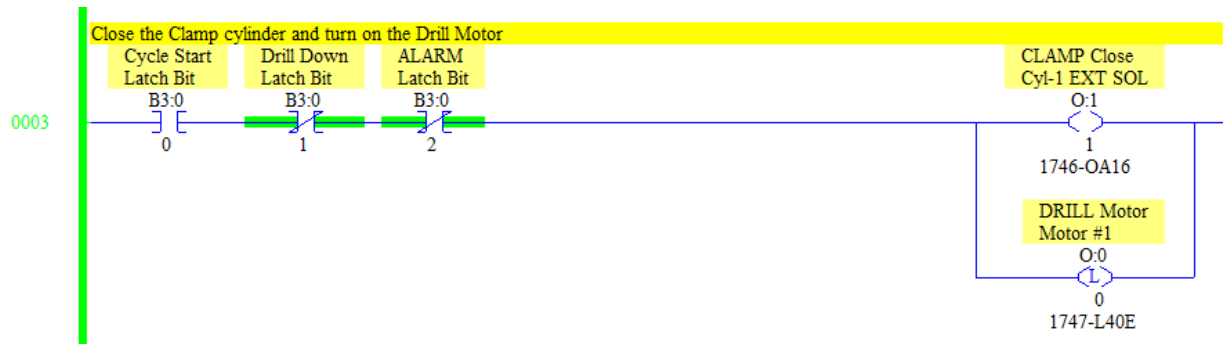 Close the Clamp cylinder and turn on the Drill Motor
Cycle Start
Latch Bit
B3:0
0
Drill Down
Latch Bit
B3:0
1
ALARM
Latch Bit
B3:0
2
CLAMP Close
Cyl-1 EXT SOL
O:1
1
1746-OA16
0003
DRILL Motor
Motor #1
O:0
L
0
1747-L40E